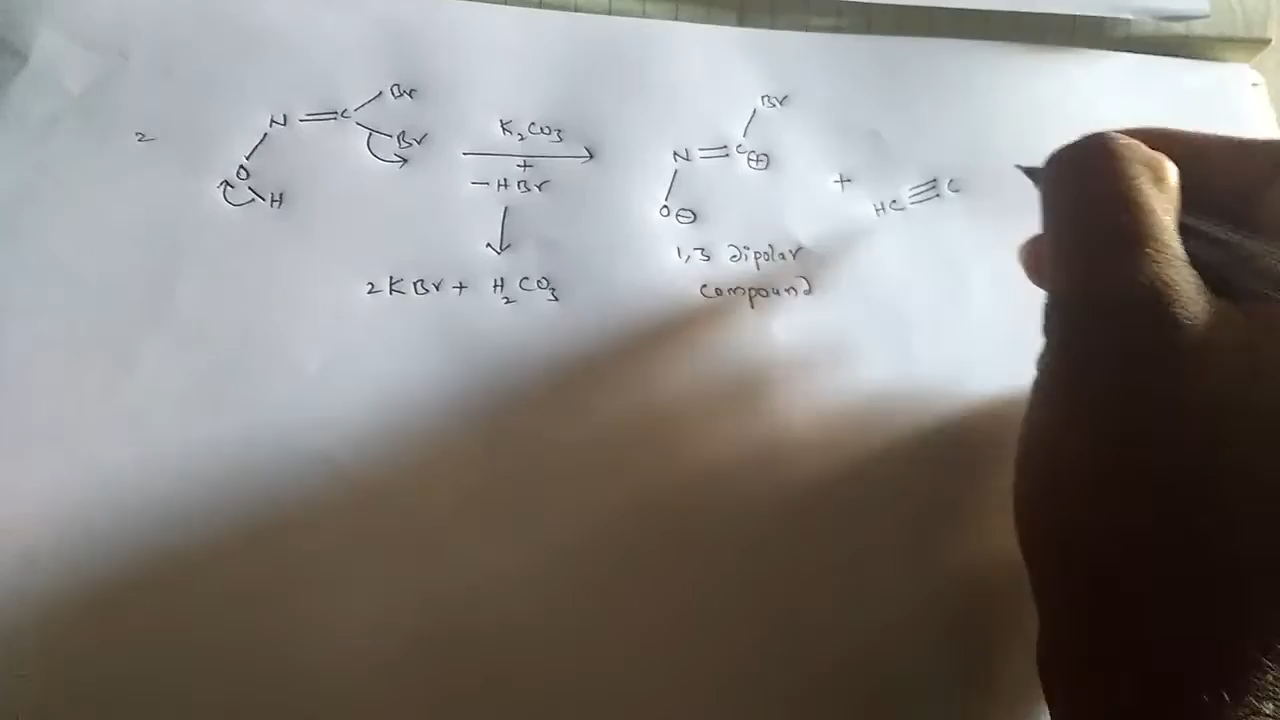 2
Br
N = C
Br
O
H
K₂CO₃
+
-HBr
2KBr + H₂CO₃
Br
N = C ⊕
O ⊖
1,3 dipolar
compound
+ HC ≡ C